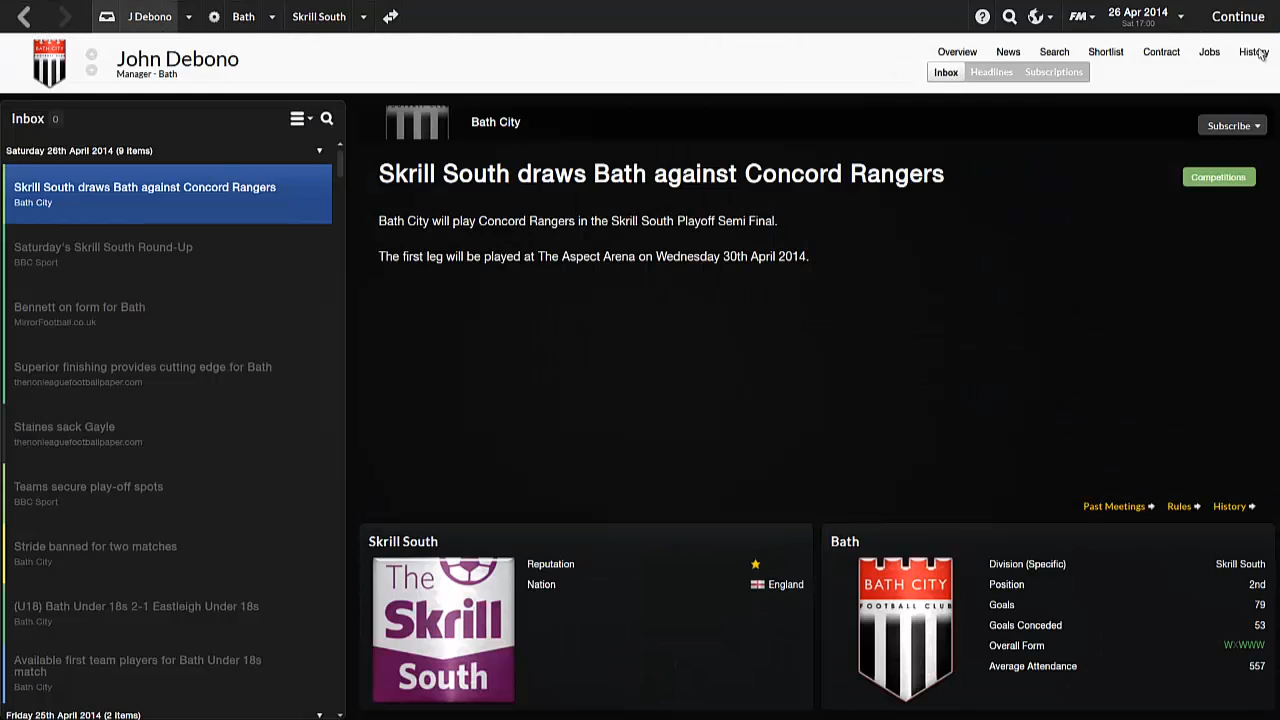 J Debono
Bath
Skrill South
FM
26 Apr 2014
Sat 17:00
Continue
BATH CITY
John Debono
Manager - Bath
Overview
News
Search
Shortlist
Contract
Jobs
History
Inbox
Headlines
Subscriptions
Inbox 0
Saturday 26th April 2014 (9 items)
Skrill South draws Bath against Concord Rangers
Bath City
Saturday's Skrill South Round-Up
BBC Sport
Bennett on form for Bath
MirrorFootball.co.uk
Superior finishing provides cutting edge for Bath
thenonleaguefootballpaper.com
Staines sack Gayle
thenonleaguefootballpaper.com
Teams secure play-off spots
BBC Sport
Stride banned for two matches
Bath City
(U18) Bath Under 18s 2-1 Eastleigh Under 18s
Bath City
Available first team players for Bath Under 18s
match
Bath City
Friday 25th April 2014 (2 items)
Bath City
Subscribe
Skrill South draws Bath against Concord Rangers
Competitions
Bath City will play Concord Rangers in the Skrill South Playoff Semi Final.
The first leg will be played at The Aspect Arena on Wednesday 30th April 2014.
Past Meetings
Rules
History
Skrill South
The
Skrill
South
Reputation
Nation England
Bath
BATH CITY
FOOTBALL CLUB
Division (Specific) Skrill South
Position 2nd
Goals 79
Goals Conceded 53
Overall Form WXWWW
Average Attendance 557